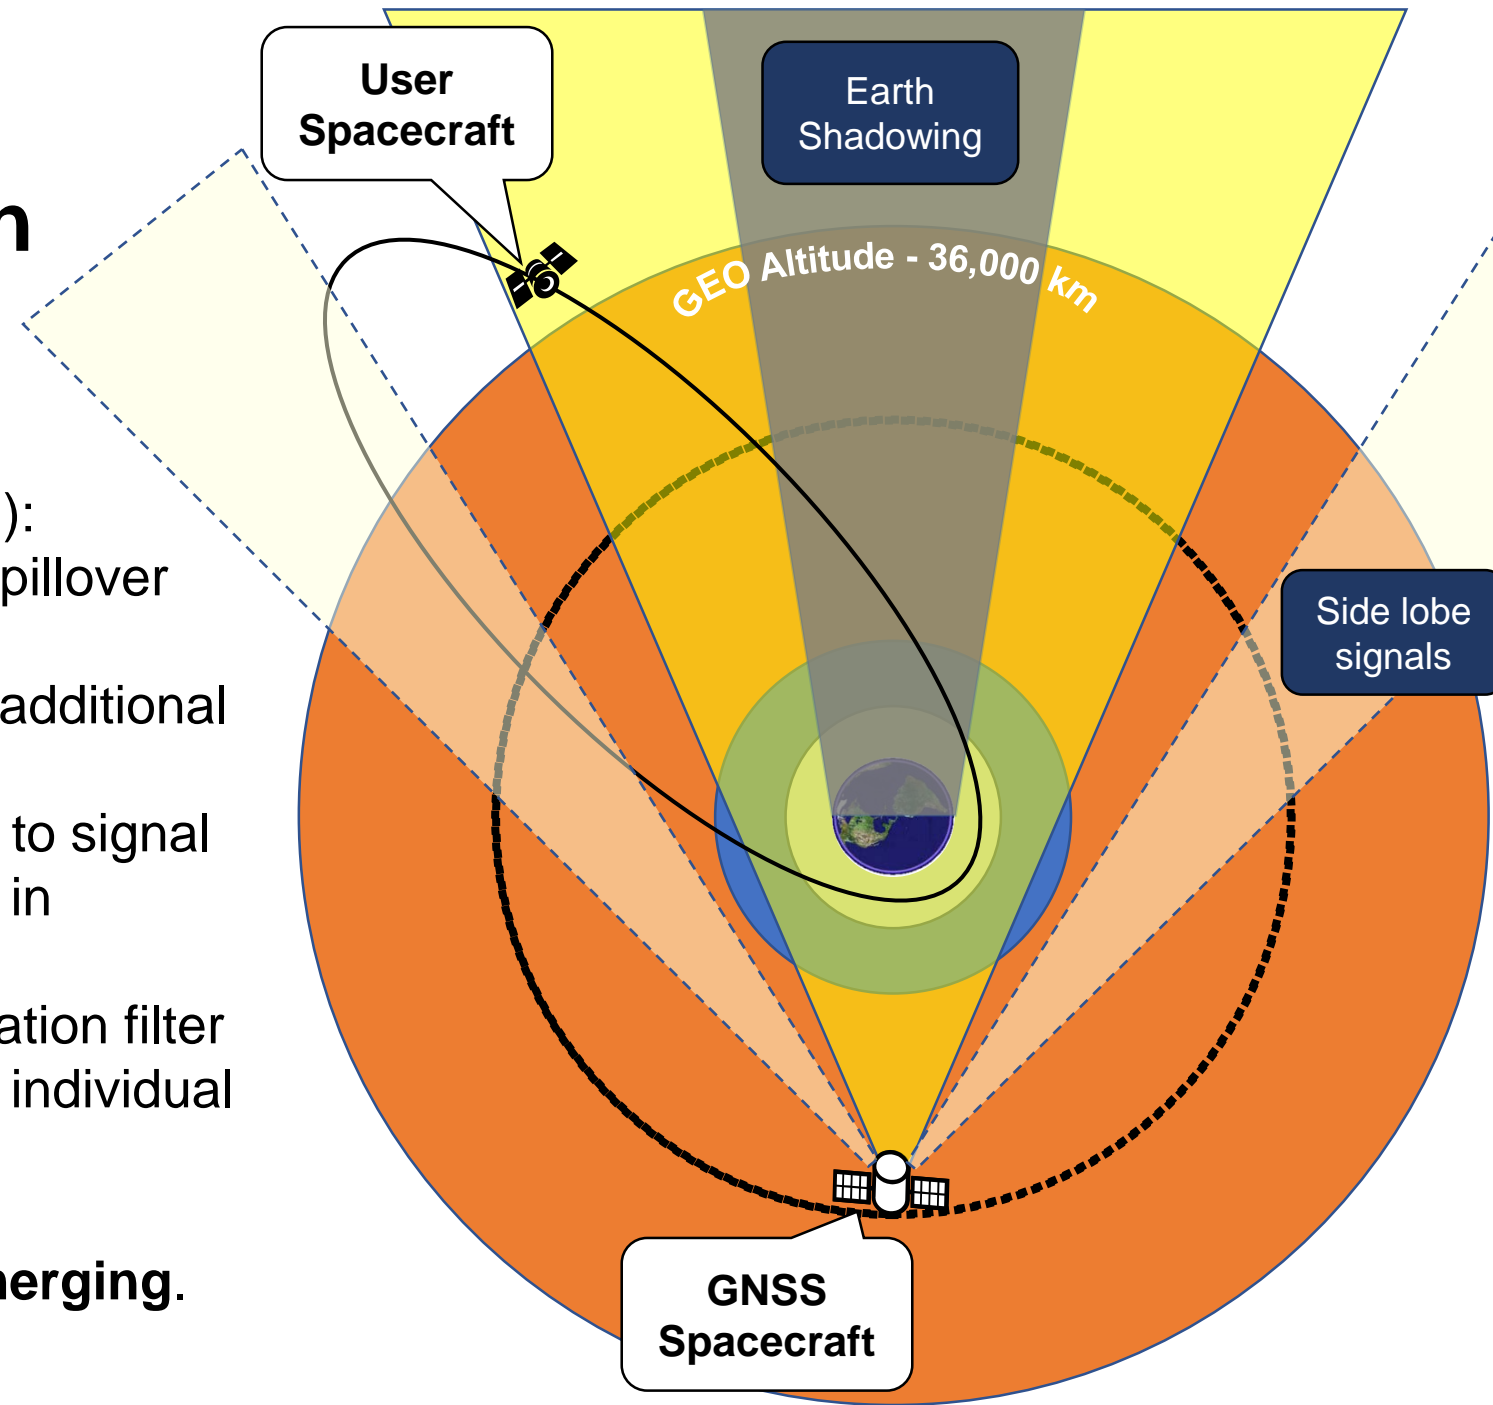 User
Spacecraft
Earth
Shadowing
n
GEO Altitude - 36,000 km
):
pillover
Side lobe
signals
additional
to signal
in
ation filter
individual
nerging.
GNSS
Spacecraft